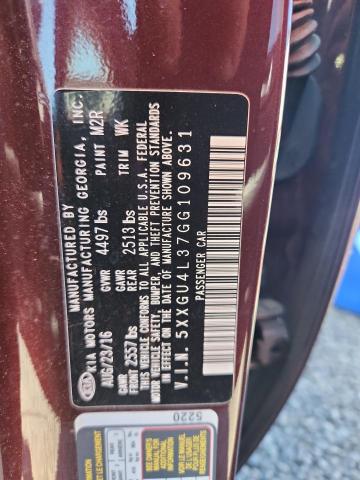 MANUFACTURED BY
KIA MOTORS MANUFACTURING GEORGIA, INC.
AUG/23/16 GVWR 4497 lbs PAINT M2R
GAWR FRONT 2557 lbs GAWR REAR 2513 lbs TRIM WK
THIS VEHICLE CONFORMS TO ALL APPLICABLE U.S.A. FEDERAL
MOTOR VEHICLE SAFETY, BUMPER, AND THEFT PREVENTION STANDARDS
IN EFFECT ON THE DATE OF MANUFACTURE SHOWN ABOVE.
V.I.N. 5XXGU4L37GG109631
PASSENGER CAR
5220
SEE OWNER'S